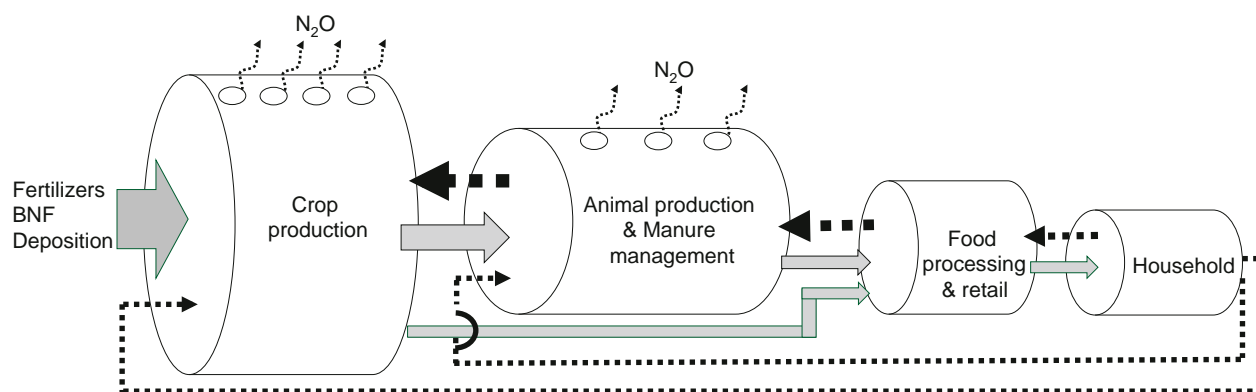 N₂O
N₂O
Fertilizers
BNF
Deposition
Crop
production
Animal production
& Manure
management
Food
processing
& retail
Household